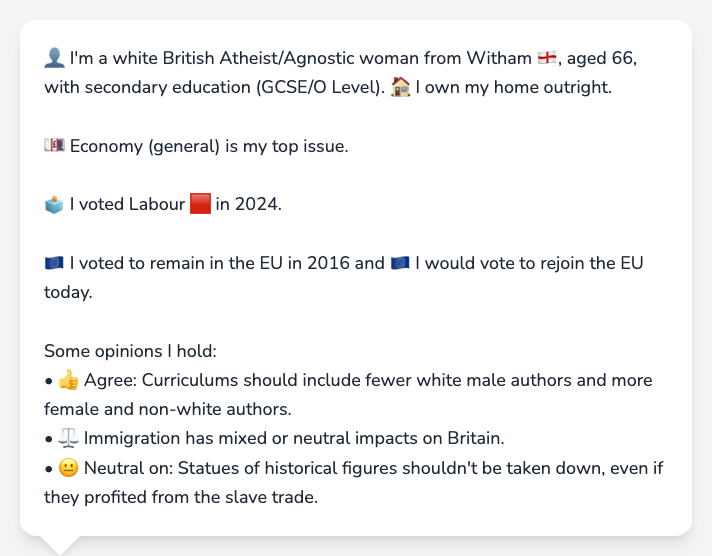 👤 I'm a white British Atheist/Agnostic woman from Witham 🏴󠁧󠁢󠁥󠁮󠁧󠁿, aged 66,
with secondary education (GCSE/O Level). 🏠 I own my home outright.
💷 Economy (general) is my top issue.
🗳️ I voted Labour 🟥 in 2024.
🇪🇺 I voted to remain in the EU in 2016 and 🇪🇺 I would vote to rejoin the EU
today.
Some opinions I hold:
• 👍 Agree: Curriculums should include fewer white male authors and more
female and non-white authors.
• ⚖️ Immigration has mixed or neutral impacts on Britain.
• 😐 Neutral on: Statues of historical figures shouldn't be taken down, even if
they profited from the slave trade.